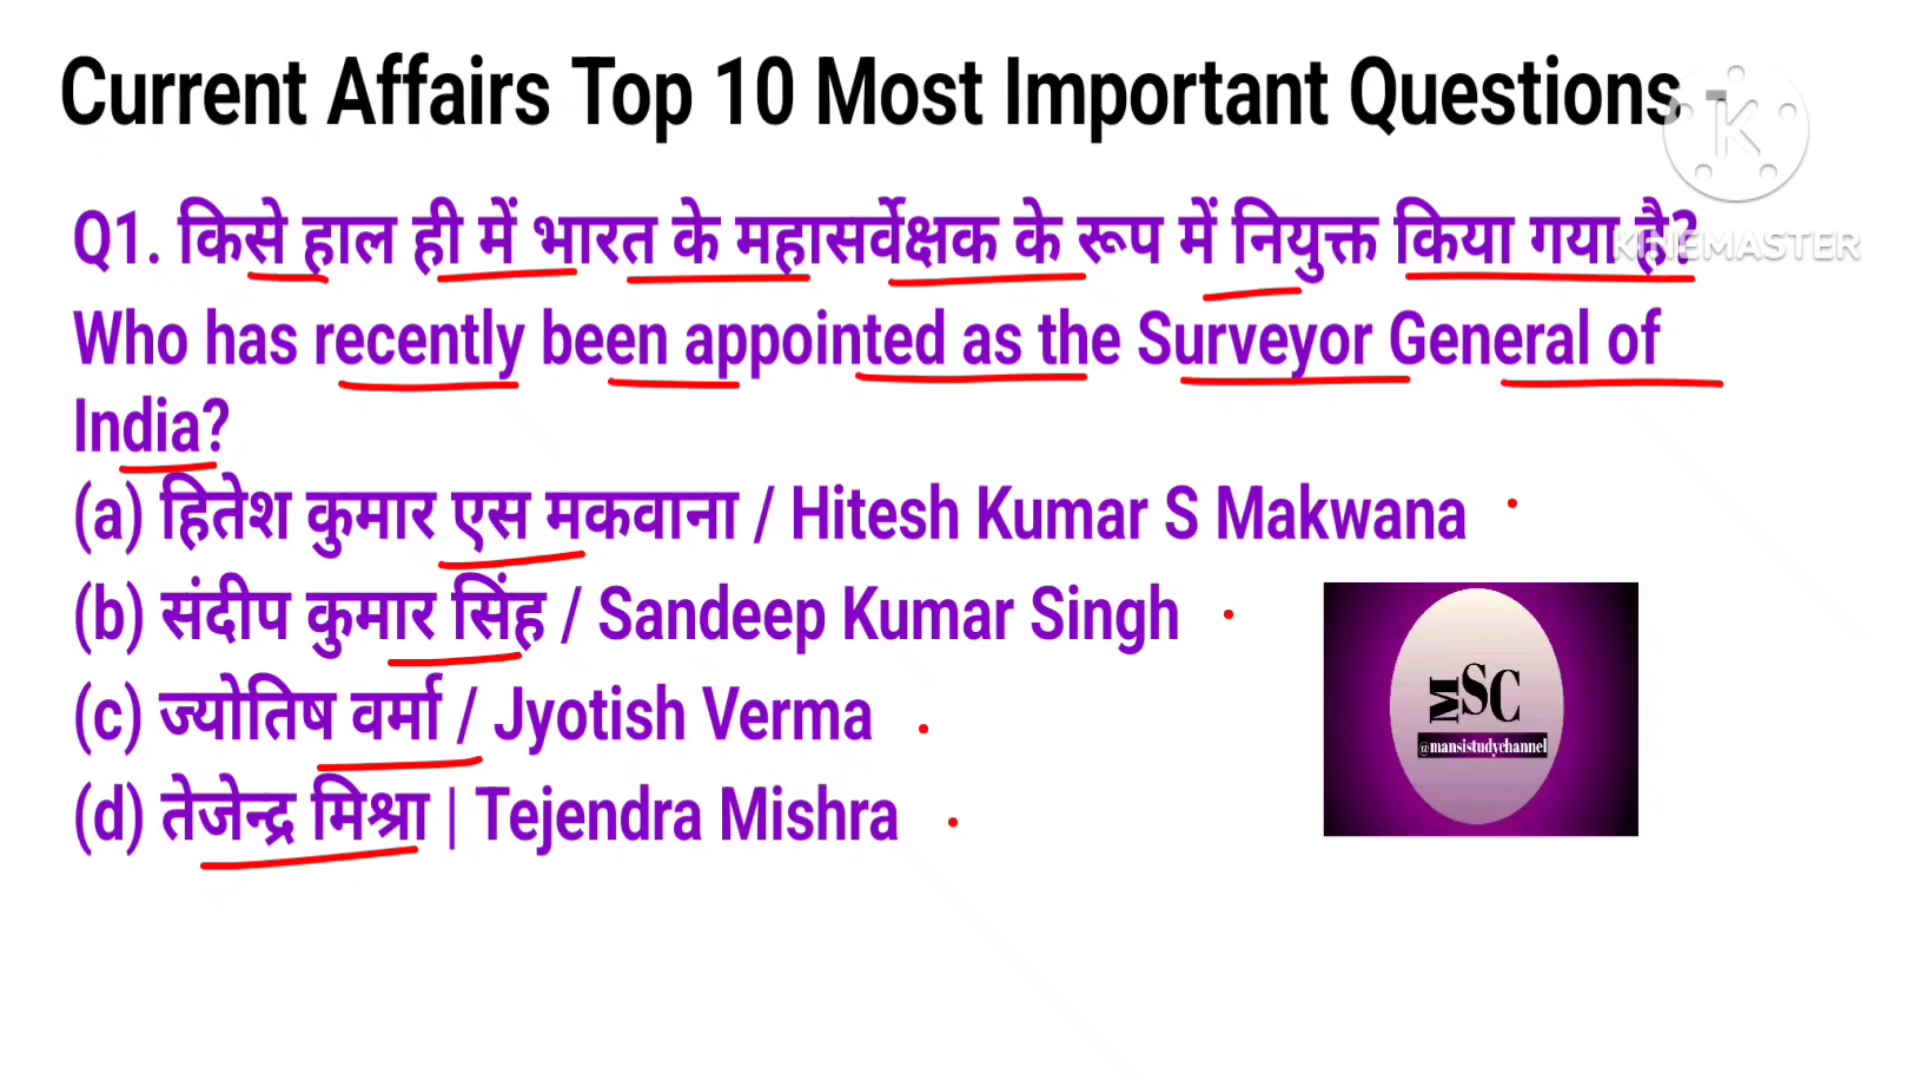 Current Affairs Top 10 Most Important Questions -
Q1. किसे हाल ही में भारत के महासर्वेक्षक के रूप में नियुक्त किया गया है?
KINEMASTER
Who has recently been appointed as the Surveyor General of
India?
(a) हितेश कुमार एस मकवाना / Hitesh Kumar S Makwana
(b) संदीप कुमार सिंह / Sandeep Kumar Singh
(c) ज्योतिष वर्मा / Jyotish Verma
(d) तेजेन्द्र मिश्रा | Tejendra Mishra
MSC
@mansistudychannel